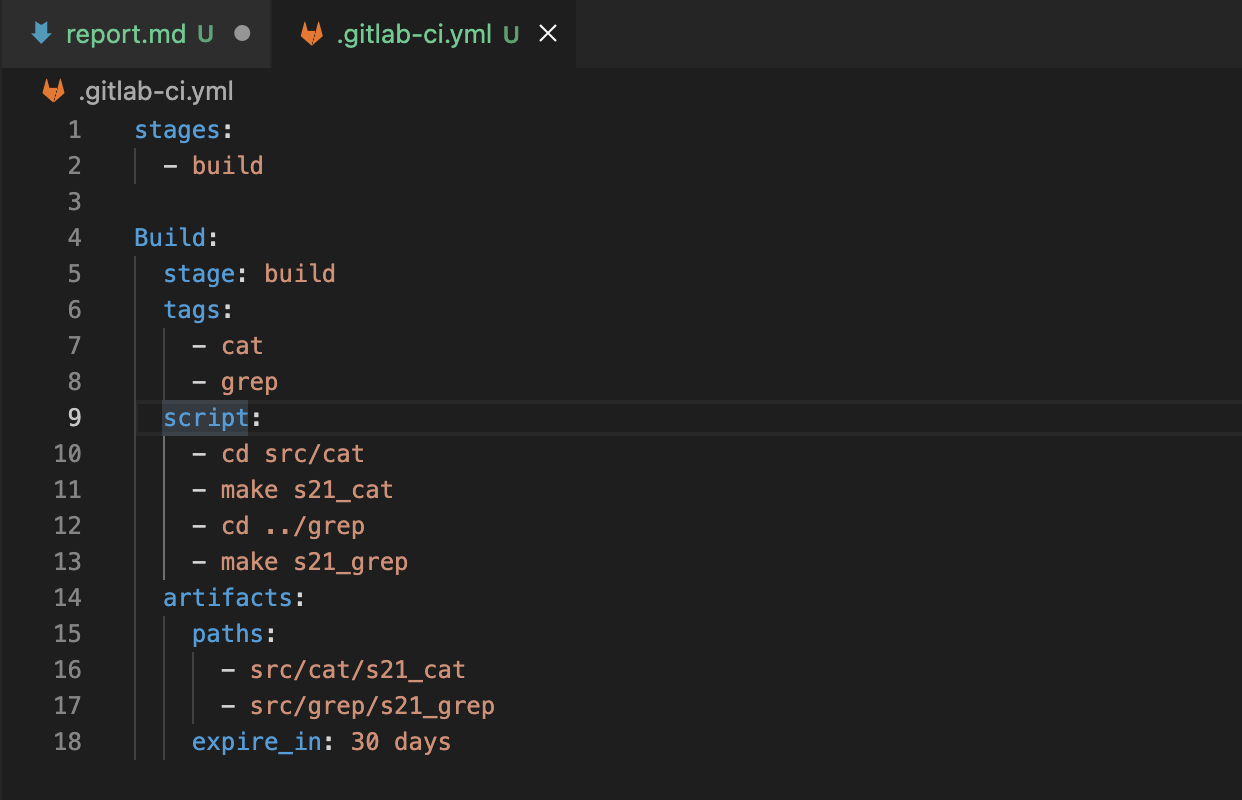 report.md U
.gitlab-ci.yml U
.gitlab-ci.yml
1 stages:
2   - build
3
4 Build:
5   stage: build
6   tags:
7     - cat
8     - grep
9   script:
10     - cd src/cat
11     - make s21_cat
12     - cd ../grep
13     - make s21_grep
14   artifacts:
15     paths:
16       - src/cat/s21_cat
17       - src/grep/s21_grep
18     expire_in: 30 days